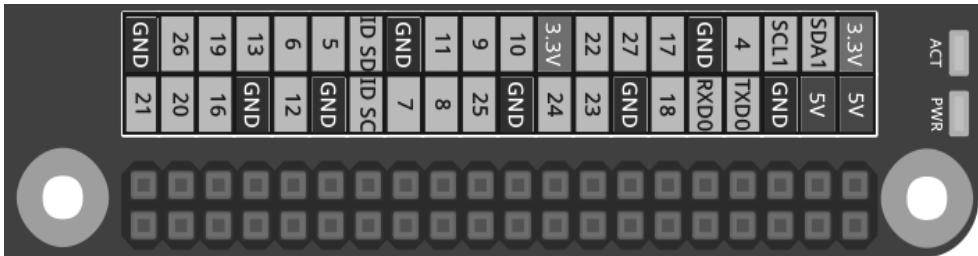 GND 26 19 13 6 5 ID SD GND 11 9 10 3.3V 22 27 17 GND 4 SCL1 SDA1 3.3V
21 20 16 GND 12 GND ID SC 7 8 25 GND 24 23 GND 18 RXD0 TXD0 GND 5V 5V
ACT
PWR